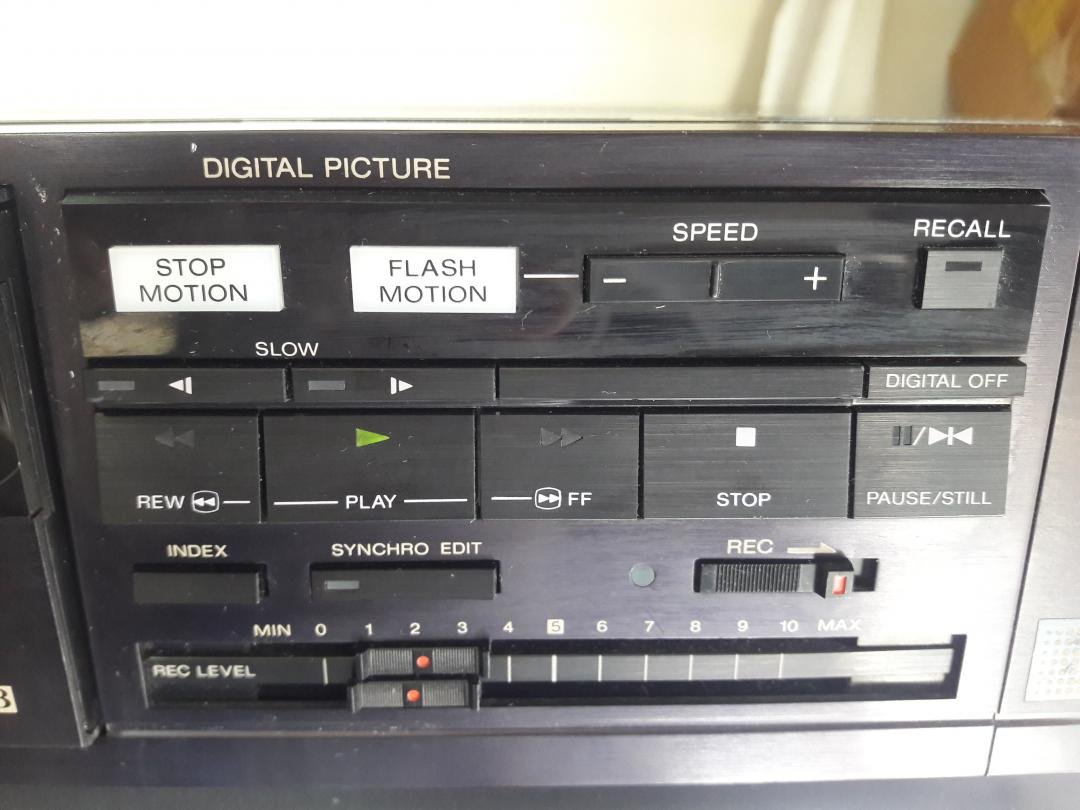 DIGITAL PICTURE
SPEED
RECALL
STOP
MOTION
FLASH
MOTION
− +
SLOW
DIGITAL OFF
REW
PLAY
FF
STOP
PAUSE/STILL
INDEX
SYNCHRO EDIT
REC
MIN 0 1 2 3 4 5 6 7 8 9 10 MAX
REC LEVEL